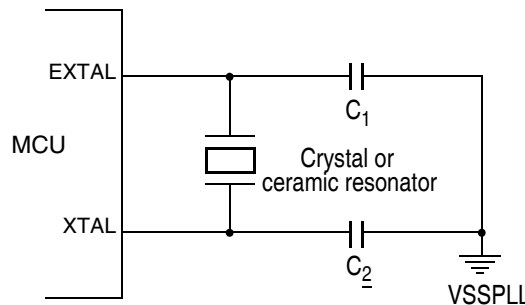 EXTAL
C1
MCU
Crystal or
ceramic resonator
XTAL
C2
VSSPLL